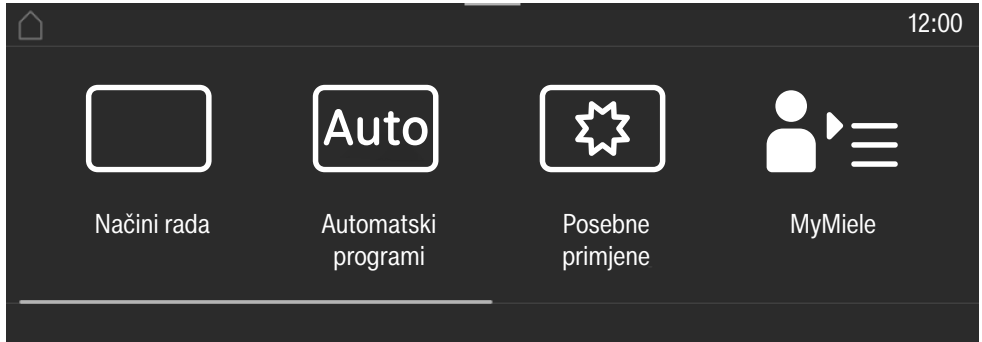 12:00
Auto
Načini rada
Automatski
programi
Posebne
primjene
MyMiele